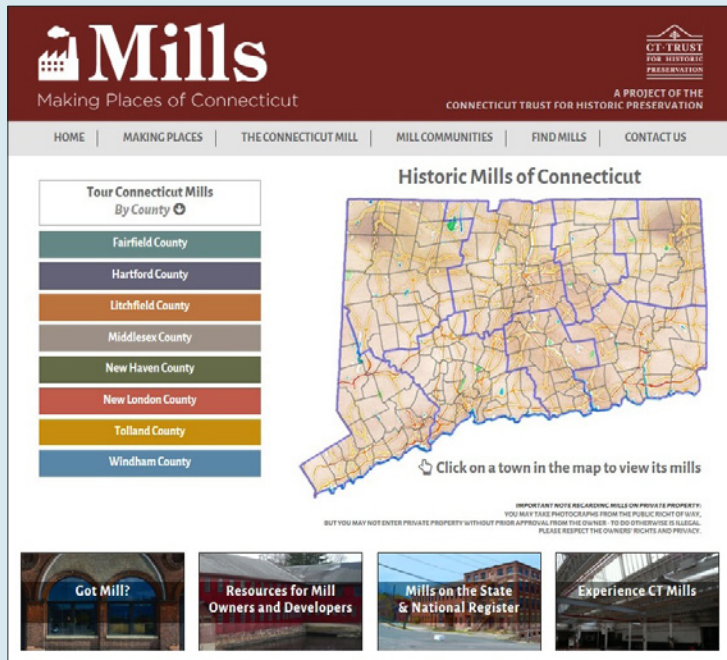 Mills
Making Places of Connecticut
CT·TRUST
FOR HISTORIC
PRESERVATION
A PROJECT OF THE
CONNECTICUT TRUST FOR HISTORIC PRESERVATION
HOME | MAKING PLACES | THE CONNECTICUT MILL | MILL COMMUNITIES | FIND MILLS | CONTACT US
Tour Connecticut Mills
By County
Fairfield County
Hartford County
Litchfield County
Middlesex County
New Haven County
New London County
Tolland County
Windham County
Historic Mills of Connecticut
Click on a town in the map to view its mills
IMPORTANT NOTE REGARDING MILLS ON PRIVATE PROPERTY:
YOU MAY TAKE PHOTOGRAPHS FROM THE PUBLIC RIGHT OF WAY,
BUT YOU MAY NOT ENTER PRIVATE PROPERTY WITHOUT PRIOR APPROVAL FROM THE OWNER - TO DO OTHERWISE IS ILLEGAL.
PLEASE RESPECT THE OWNERS' RIGHTS AND PRIVACY.
Got Mill?
Resources for Mill
Owners and Developers
Mills on the State
& National Register
Experience CT Mills